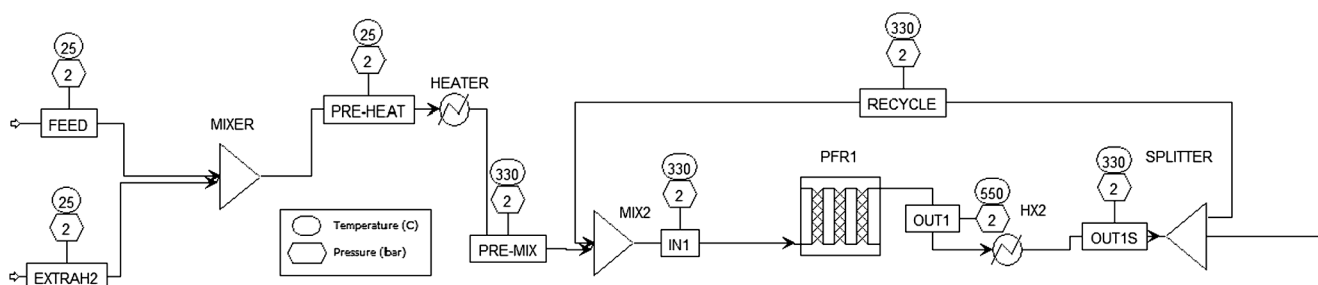 25
2
FEED
25
2
EXTRAH2
MIXER
25
2
PRE-HEAT
HEATER
Temperature (C)
Pressure (bar)
330
2
PRE-MIX
MIX2
330
2
IN1
330
2
RECYCLE
PFR1
OUT1
550
2
HX2
330
2
OUT1S
SPLITTER